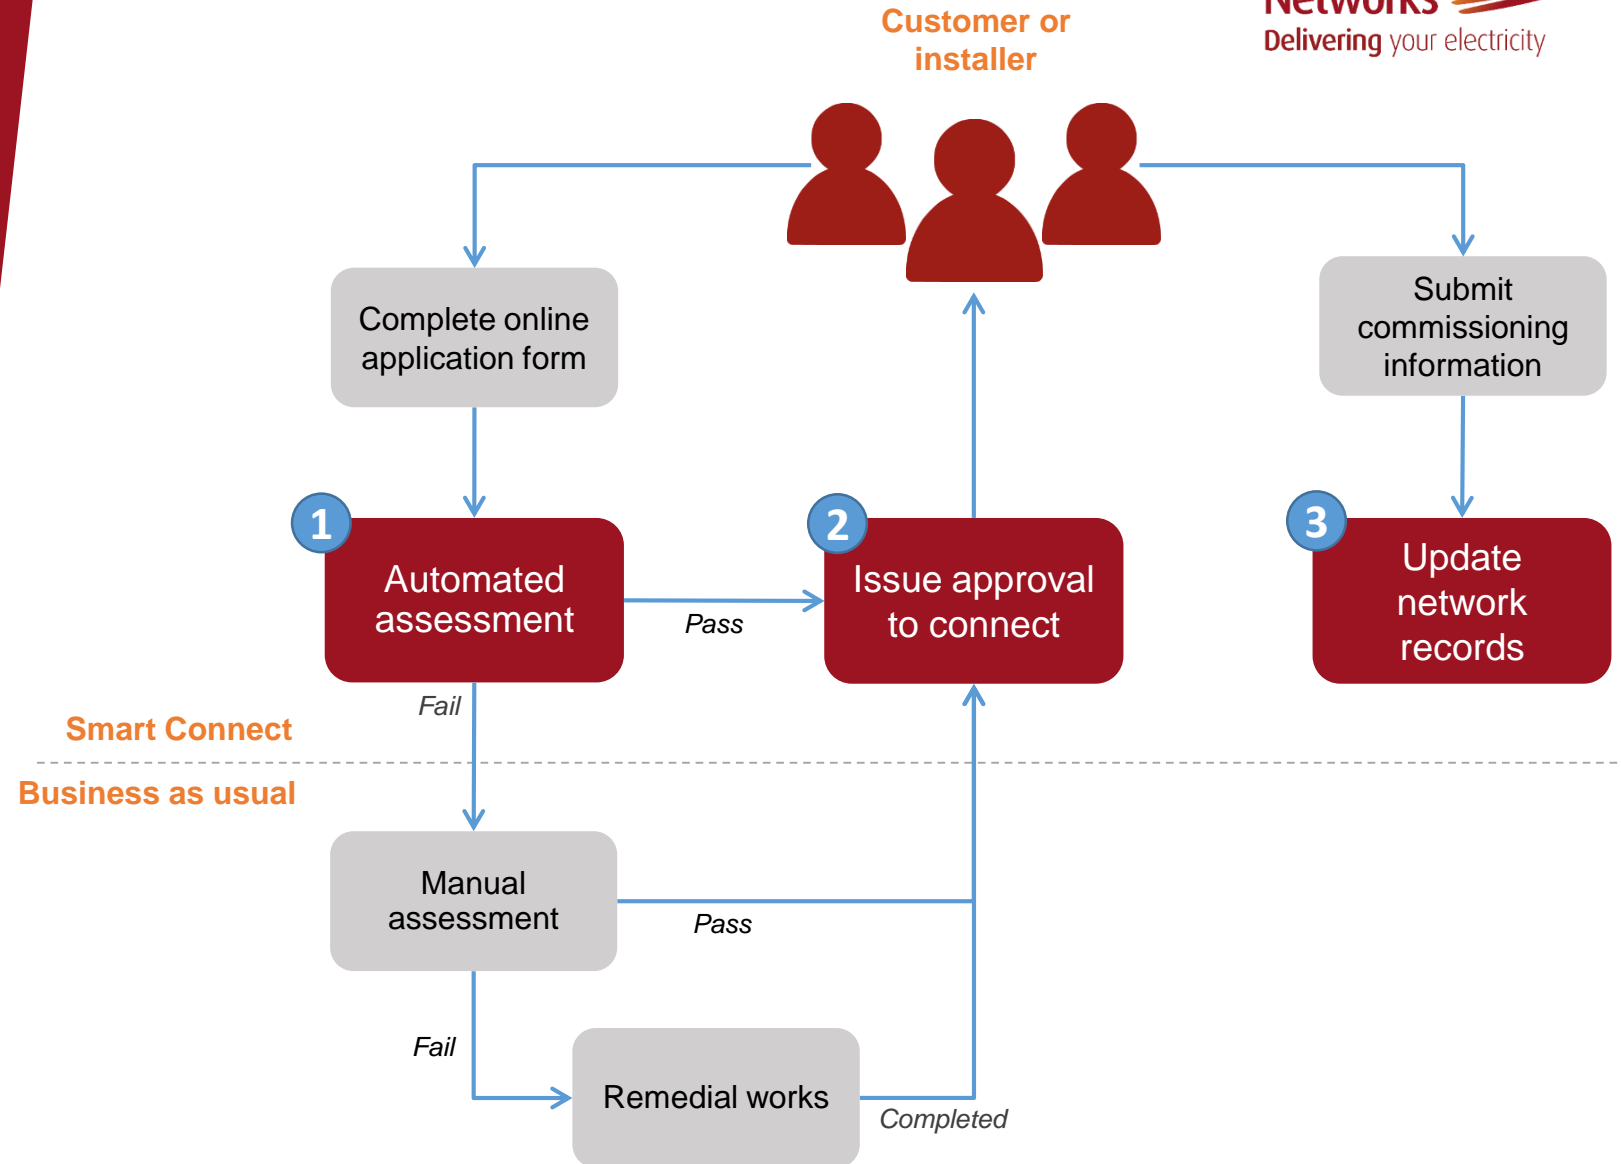 Networks
Delivering your electricity
Customer or
installer
Complete online
application form
Submit
commissioning
information
1
Automated
assessment
Pass
2
Issue approval
to connect
3
Update
network
records
Fail
Smart Connect
Business as usual
Manual
assessment
Pass
Fail
Remedial works
Completed